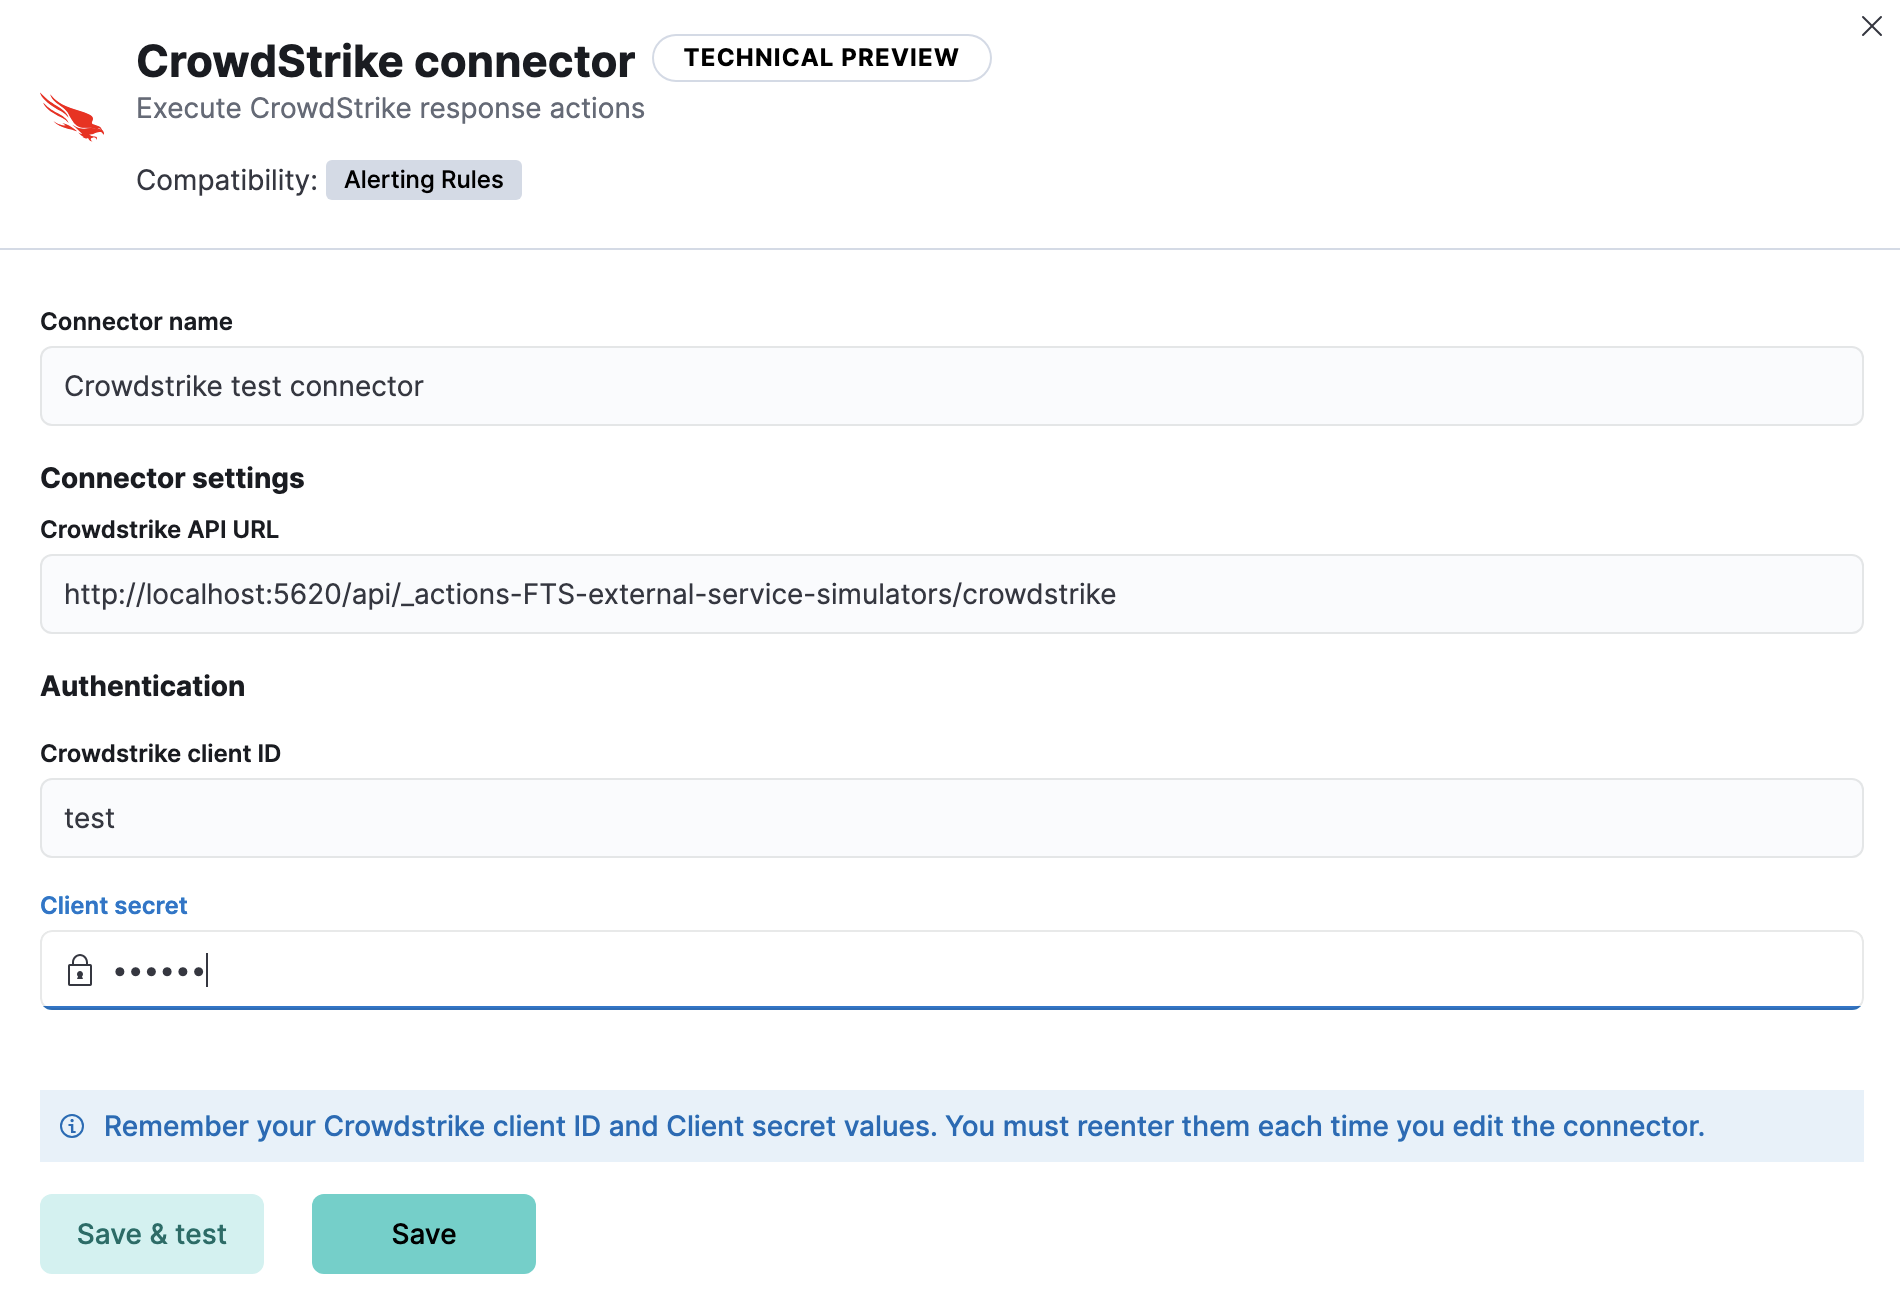 CrowdStrike connector TECHNICAL PREVIEW
Execute CrowdStrike response actions
Compatibility: Alerting Rules
Connector name
Crowdstrike test connector
Connector settings
Crowdstrike API URL
http://localhost:5620/api/_actions-FTS-external-service-simulators/crowdstrike
Authentication
Crowdstrike client ID
test
Client secret
••••••
Remember your Crowdstrike client ID and Client secret values. You must reenter them each time you edit the connector.
Save & test Save